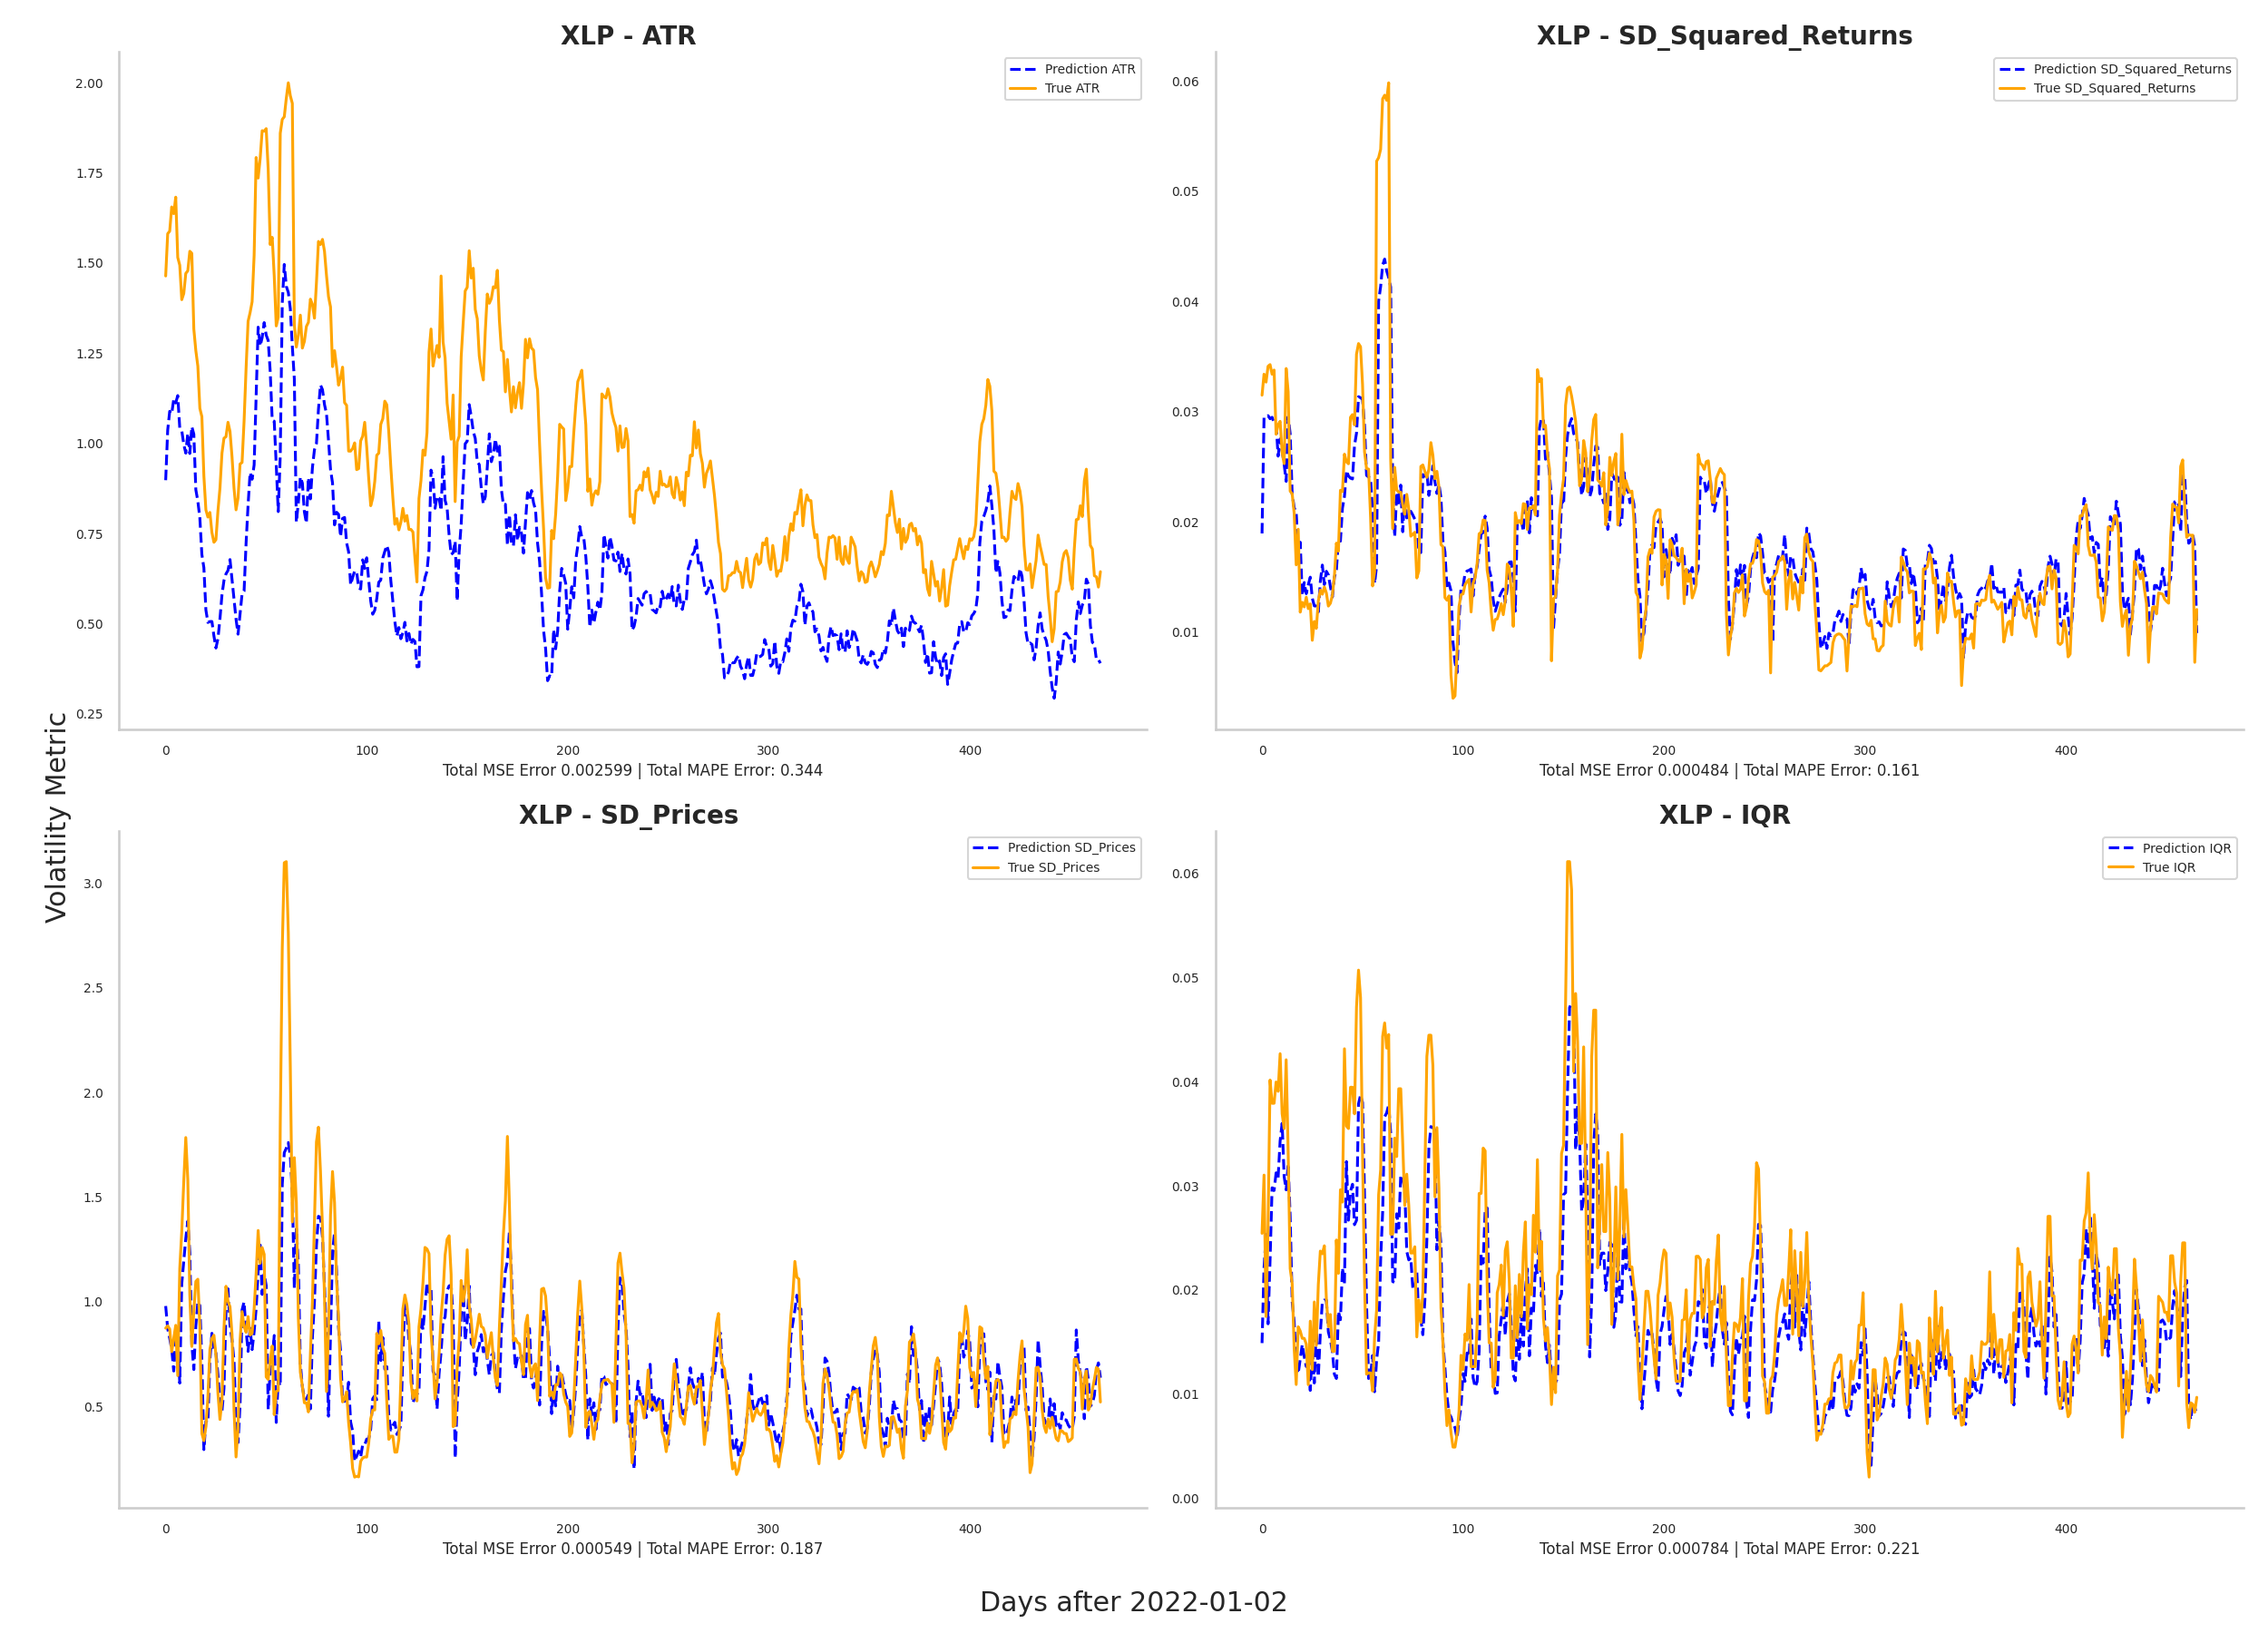 XLP - ATR
Prediction ATR
True ATR
2.00
1.75
1.50
1.25
1.00
0.75
0.50
0.25
0 100 200 300 400
Total MSE Error 0.002599 | Total MAPE Error: 0.344
XLP - SD_Squared_Returns
Prediction SD_Squared_Returns
True SD_Squared_Returns
0.06
0.05
0.04
0.03
0.02
0.01
0 100 200 300 400
Total MSE Error 0.000484 | Total MAPE Error: 0.161
Volatility Metric
XLP - SD_Prices
Prediction SD_Prices
True SD_Prices
3.0
2.5
2.0
1.5
1.0
0.5
0 100 200 300 400
Total MSE Error 0.000549 | Total MAPE Error: 0.187
XLP - IQR
Prediction IQR
True IQR
0.06
0.05
0.04
0.03
0.02
0.01
0.00
0 100 200 300 400
Total MSE Error 0.000784 | Total MAPE Error: 0.221
Days after 2022-01-02